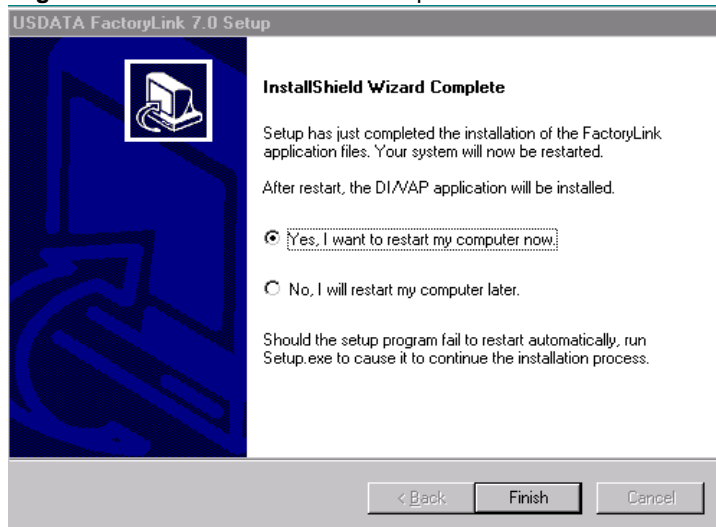 USDATA FactoryLink 7.0 Setup
InstallShield Wizard Complete
Setup has just completed the installation of the FactoryLink
application files. Your system will now be restarted.
After restart, the DI/VAP application will be installed.
Yes, I want to restart my computer now.
No, I will restart my computer later.
Should the setup program fail to restart automatically, run
Setup.exe to cause it to continue the installation process.
< Back
Finish
Cancel